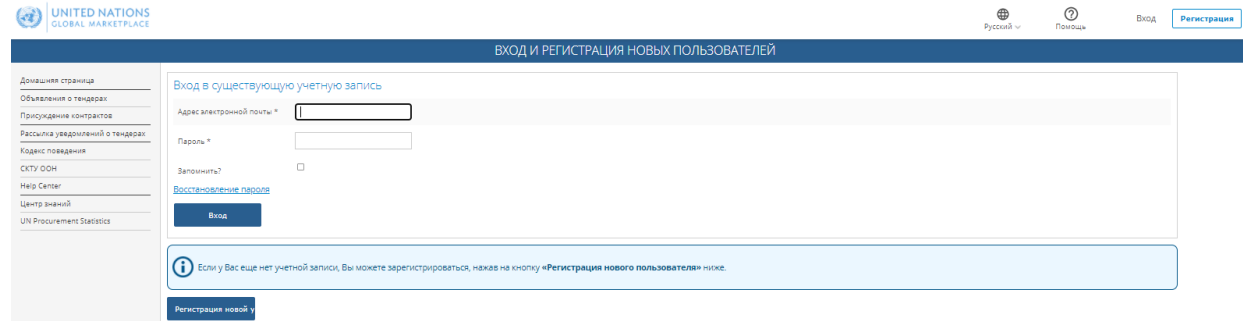 UNITED NATIONS
GLOBAL MARKETPLACE
Русский
Помощь
Вход
Регистрация
ВХОД И РЕГИСТРАЦИЯ НОВЫХ ПОЛЬЗОВАТЕЛЕЙ
Домашняя страница
Объявления о тендерах
Присуждение контрактов
Рассылка уведомлений о тендерах
Кодекс поведения
СКТУ ООН
Help Center
Центр знаний
UN Procurement Statistics
Вход в существующую учетную запись
Адрес электронной почты *
Пароль *
Запомнить?
Восстановление пароля
Вход
Если у Вас еще нет учетной записи, Вы можете зарегистрироваться, нажав на кнопку «Регистрация нового пользователя» ниже.
Регистрация новой у